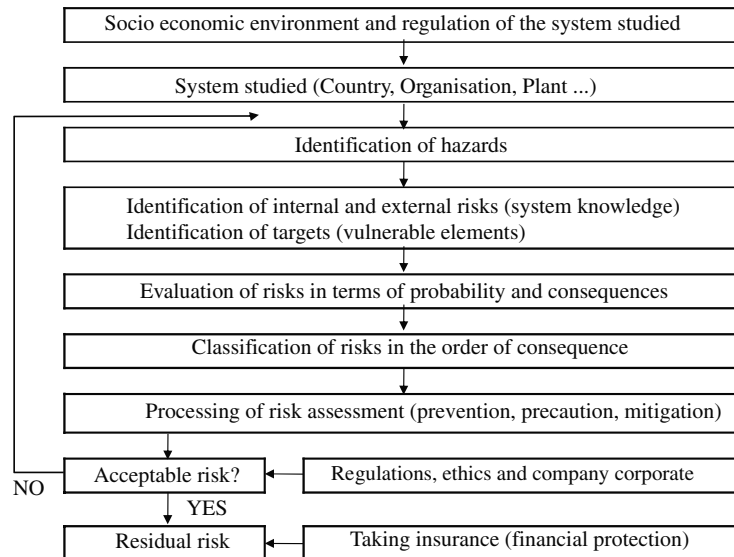 Socio economic environment and regulation of the system studied
System studied (Country, Organisation, Plant ...)
Identification of hazards
Identification of internal and external risks (system knowledge)
Identification of targets (vulnerable elements)
Evaluation of risks in terms of probability and consequences
Classification of risks in the order of consequence
Processing of risk assessment (prevention, precaution, mitigation)
Acceptable risk?
Regulations, ethics and company corporate
NO
YES
Residual risk
Taking insurance (financial protection)